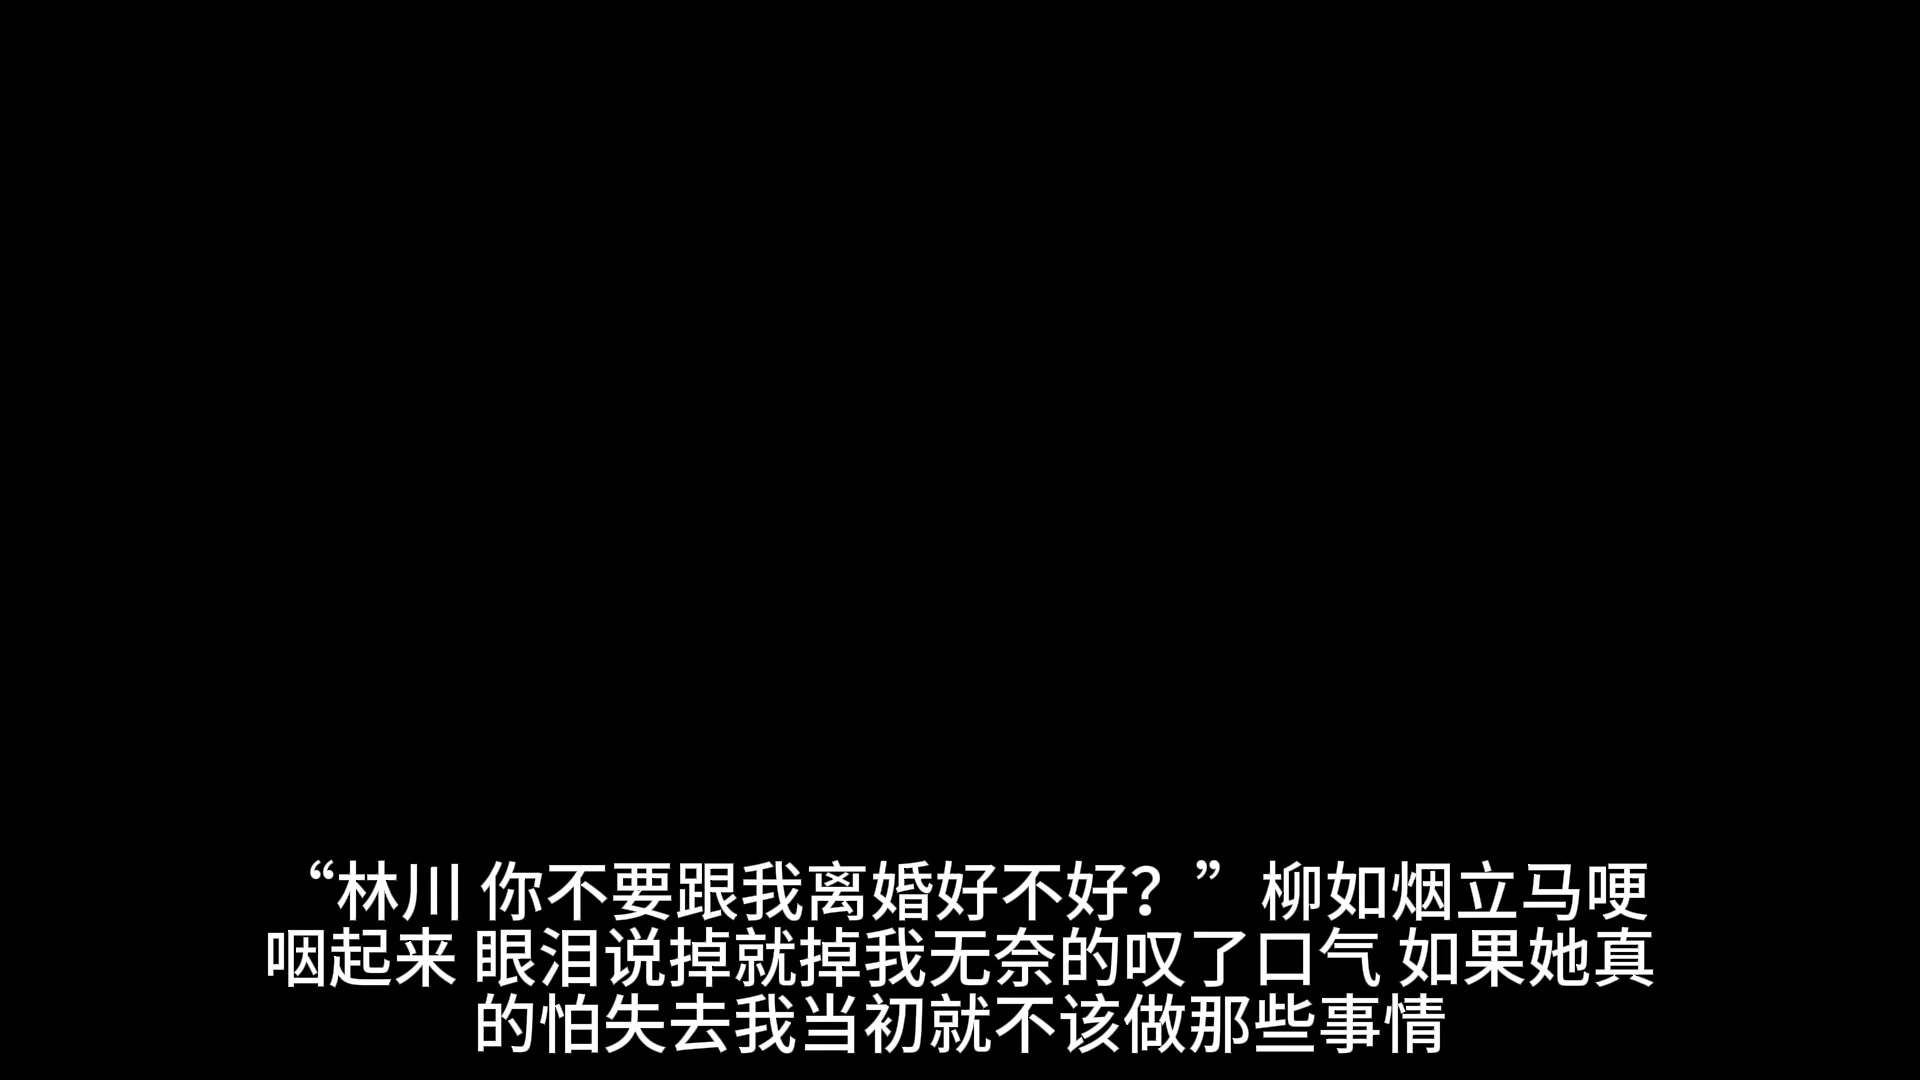 “林川 你不要跟我离婚好不好？”柳如烟立马哽
咽起来 眼泪说掉就掉我无奈的叹了口气 如果她真
的怕失去我当初就不该做那些事情